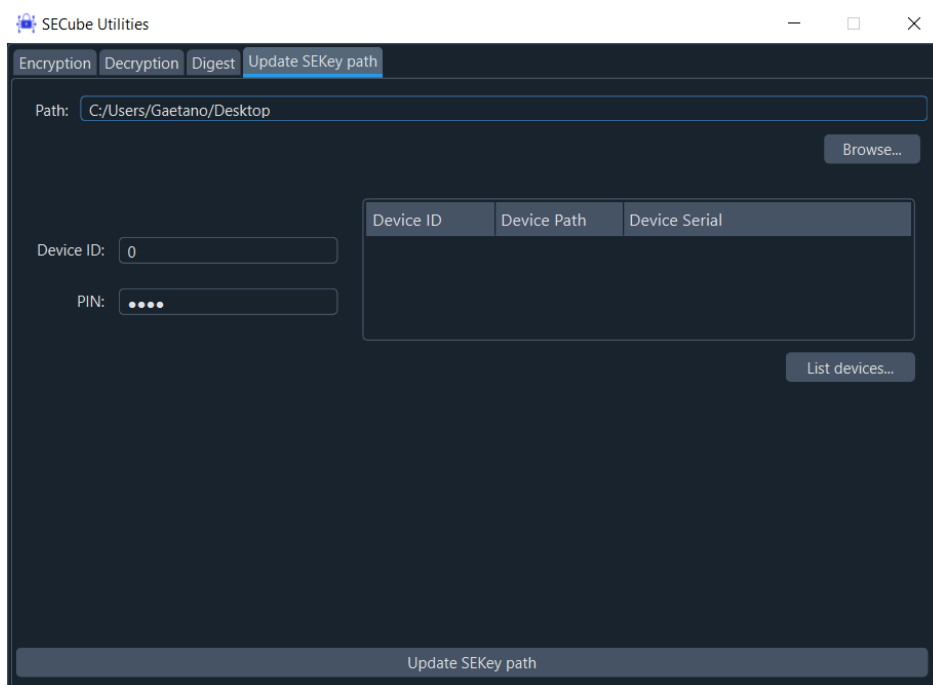 SECube Utilities
Encryption Decryption Digest Update SEKey path
Path: C:/Users/Gaetano/Desktop
Browse...
Device ID Device Path Device Serial
Device ID: 0
PIN: ••••
List devices...
Update SEKey path